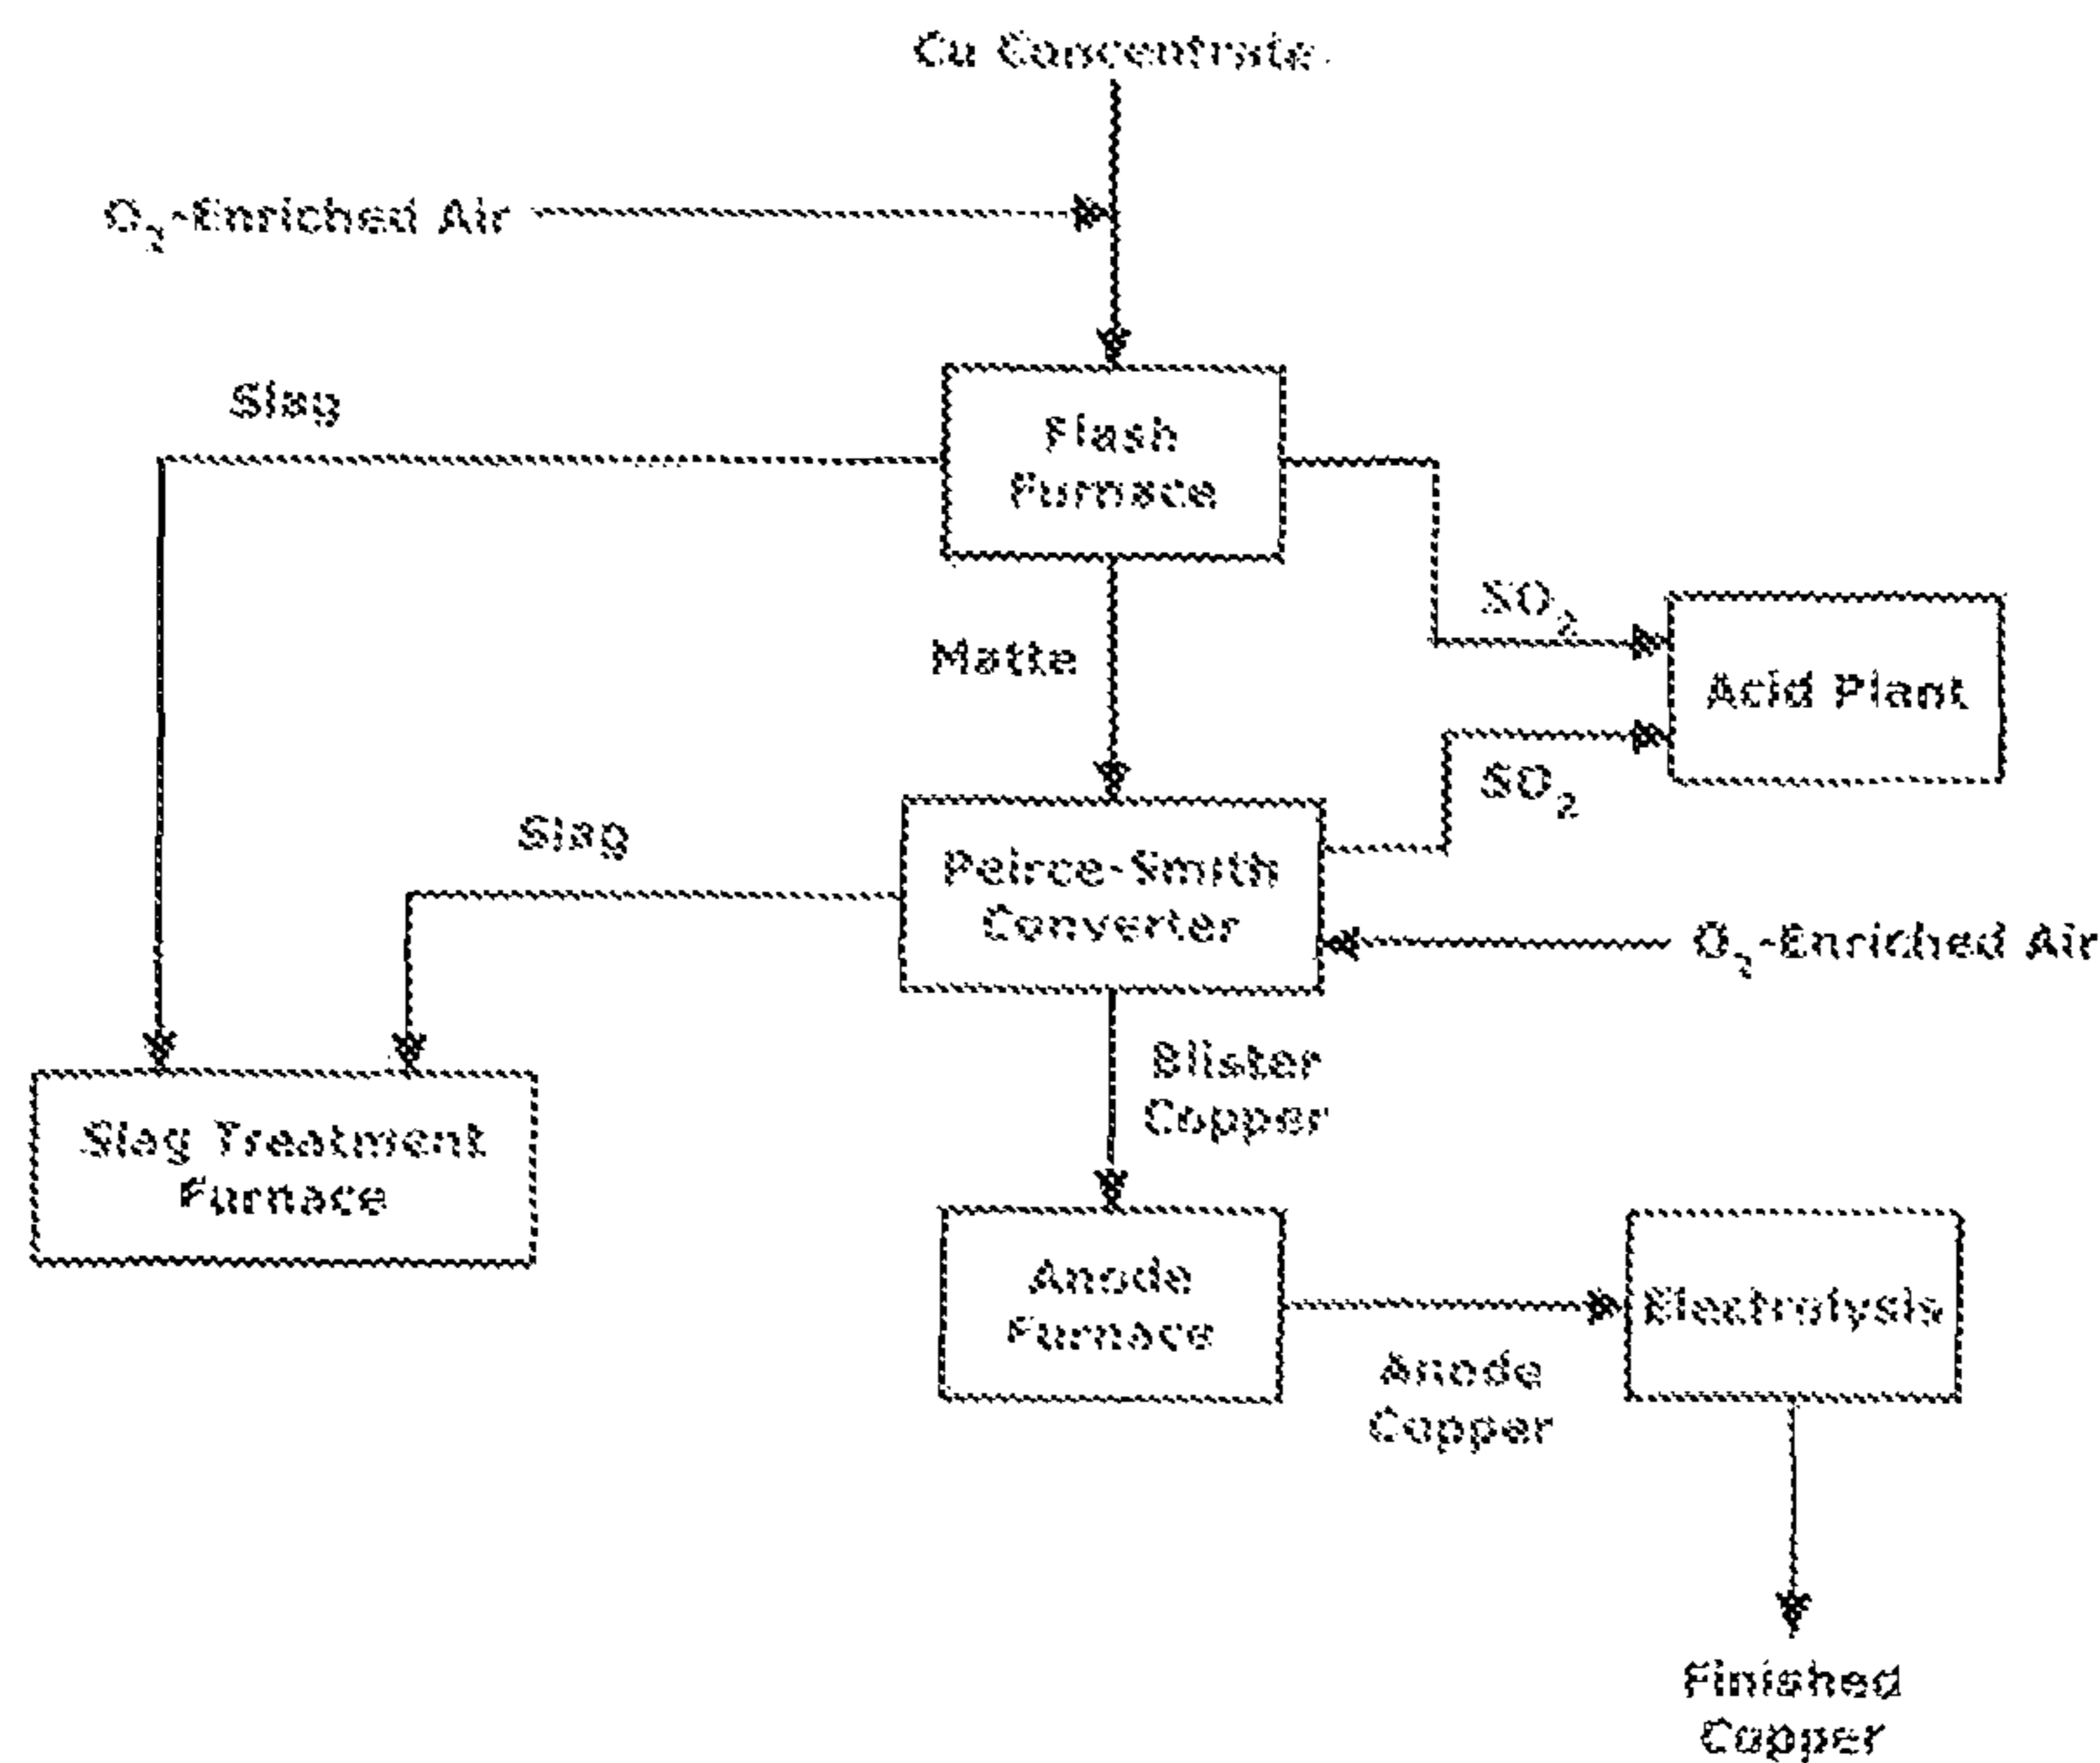 Cu Concentrate
O₂-Enriched Air
Slag
Flash
Furnace
SO₂
Matte
Acid Plant
SO₂
Slag
Peirce-Smith
Converter
O₂-Enriched Air
Blister
Copper
Slag Treatment
Furnace
Anode
Furnace
Electrolysis
Anode
Copper
Finished
Copper